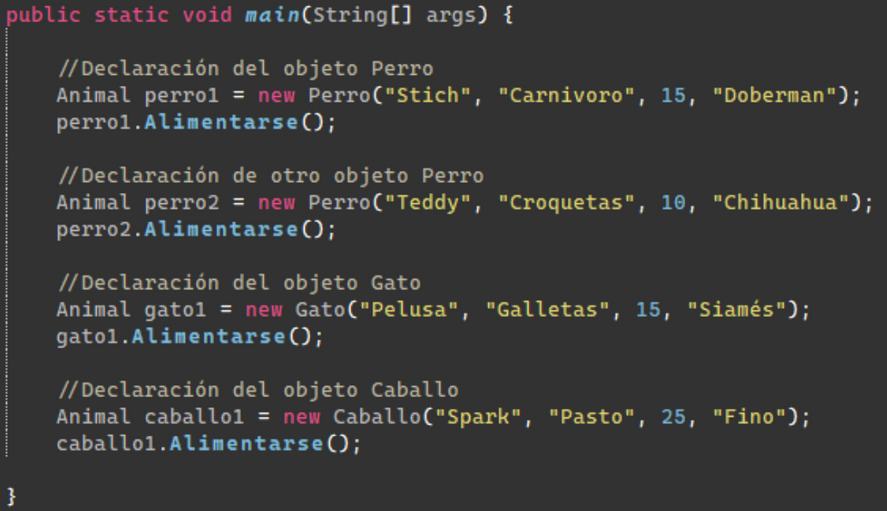 public static void main(String[] args) {
//Declaración del objeto Perro
Animal perro1 = new Perro("Stich", "Carnivoro", 15, "Doberman");
perro1.Alimentarse();
//Declaración de otro objeto Perro
Animal perro2 = new Perro("Teddy", "Croquetas", 10, "Chihuahua");
perro2.Alimentarse();
//Declaración del objeto Gato
Animal gato1 = new Gato("Pelusa", "Galletas", 15, "Siamés");
gato1.Alimentarse();
//Declaración del objeto Caballo
Animal caballo1 = new Caballo("Spark", "Pasto", 25, "Fino");
caballo1.Alimentarse();
}